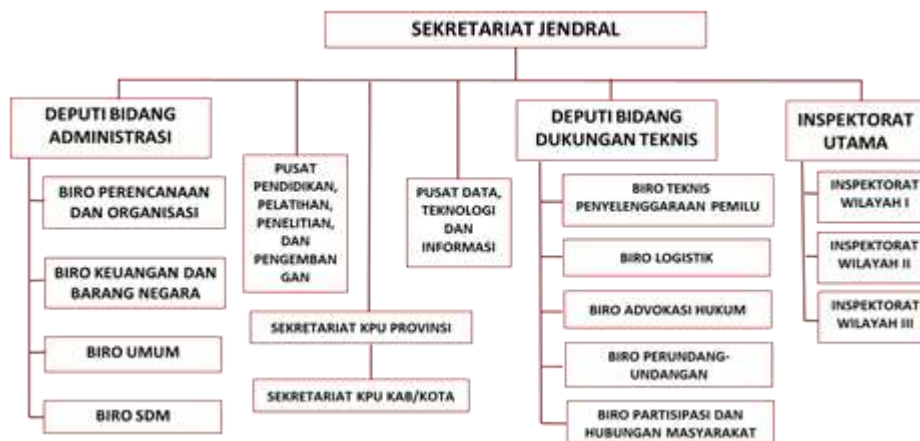 SEKRETARIAT JENDRAL
DEPUTI BIDANG
ADMINISTRASI
BIRO PERENCANAAN
DAN ORGANISASI
BIRO KEUANGAN DAN
BARANG NEGARA
BIRO UMUM
BIRO SDM
PUSAT
PENDIDIKAN,
PELATIHAN,
PENELITIAN,
DAN
PENGEMBAN
GAN
SEKRETARIAT KPU PROVINSI
SEKRETARIAT KPU KAB/KOTA
PUSAT DATA,
TEKNOLOGI
DAN
INFORMASI
DEPUTI BIDANG
DUKUNGAN TEKNIS
BIRO TEKNIS
PENYELENGGARAAN PEMILU
BIRO LOGISTIK
BIRO ADVOKASI HUKUM
BIRO PERUNDANG-
UNDANGAN
BIRO PARTISIPASI DAN
HUBUNGAN MASYARAKAT
INSPEKTORAT
UTAMA
INSPEKTORAT
WILAYAH I
INSPEKTORAT
WILAYAH II
INSPEKTORAT
WILAYAH III